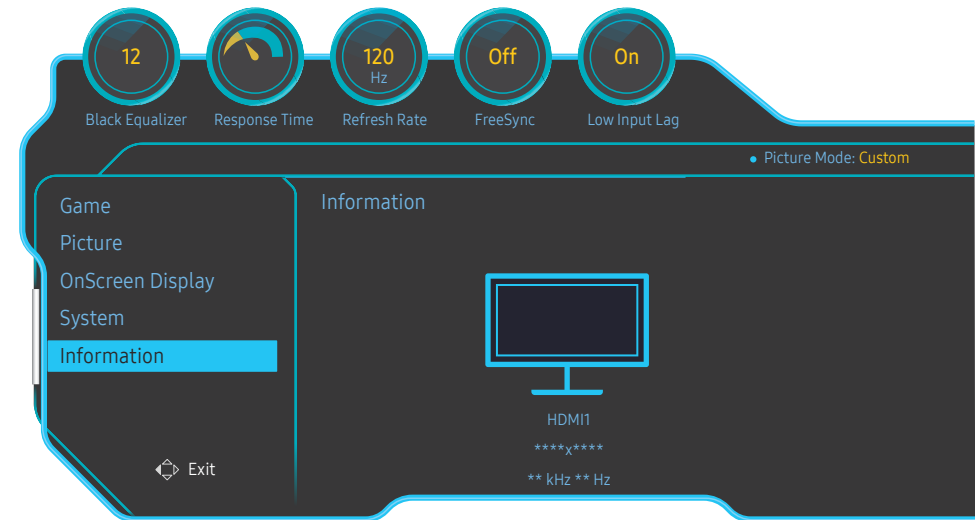 12
120
Hz
Off
On
Black Equalizer
Response Time
Refresh Rate
FreeSync
Low Input Lag
Picture Mode: Custom
Game
Picture
OnScreen Display
System
Information
Exit
Information
HDMI1
****x****
** kHz ** Hz